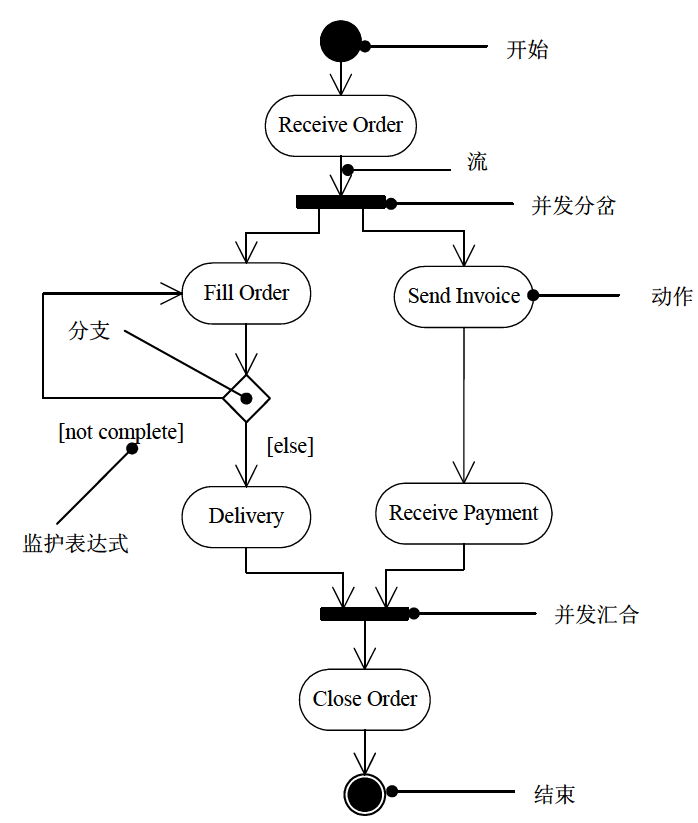 开始
Receive Order
流
并发分岔
Fill Order
Send Invoice
动作
分支
[not complete]
[else]
Delivery
Receive Payment
监护表达式
并发汇合
Close Order
结束